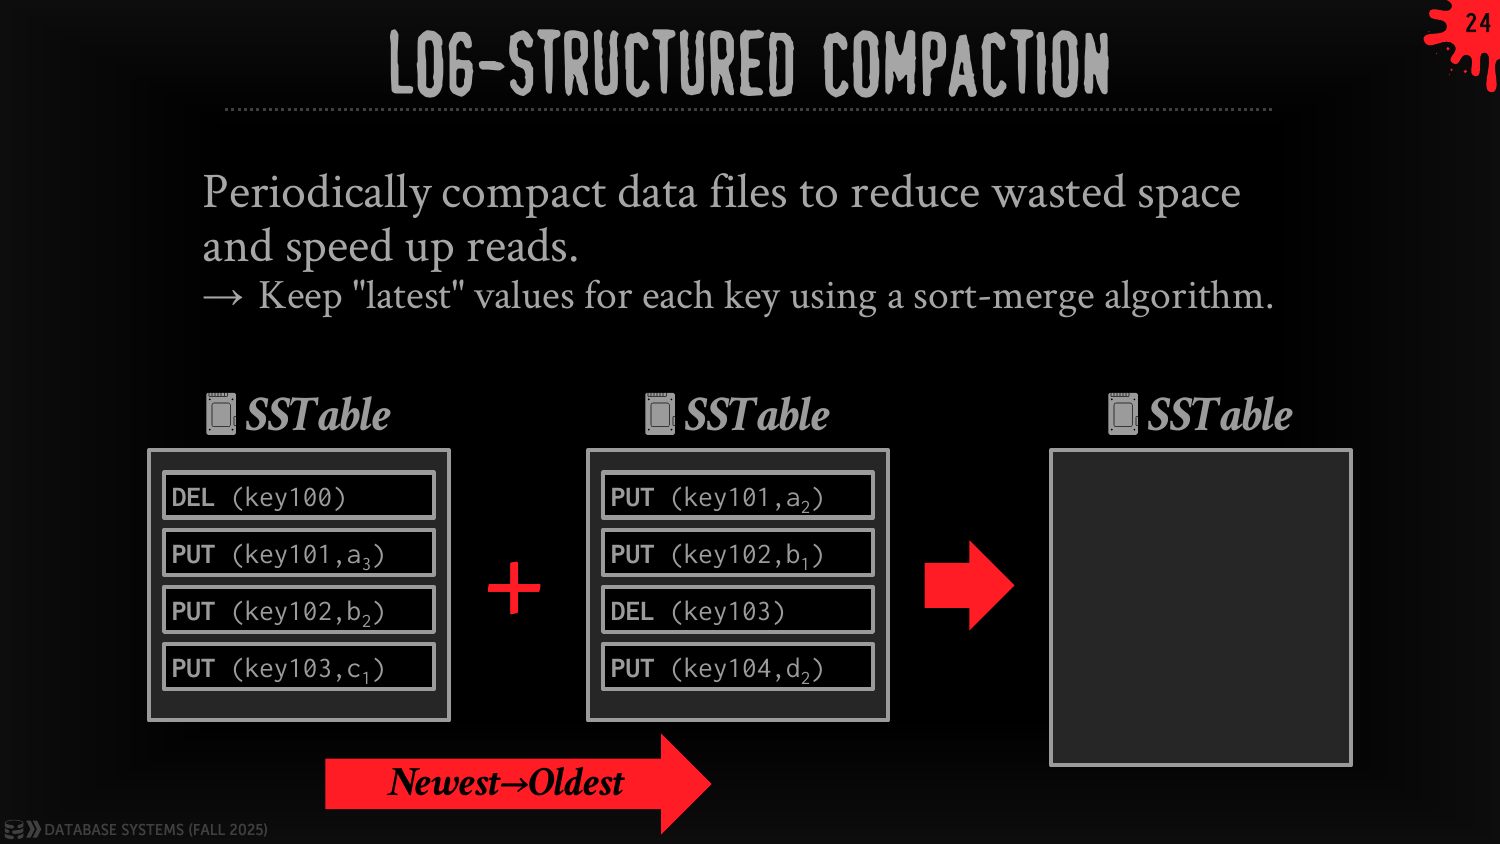 24
LOG-STRUCTURED COMPACTION
Periodically compact data files to reduce wasted space
and speed up reads.
→ Keep "latest" values for each key using a sort-merge algorithm.
SSTable
DEL (key100)
PUT (key101,a₃)
PUT (key102,b₂)
PUT (key103,c₁)
+
SSTable
PUT (key101,a₂)
PUT (key102,b₁)
DEL (key103)
PUT (key104,d₂)
SSTable
Newest→Oldest
DATABASE SYSTEMS (FALL 2025)